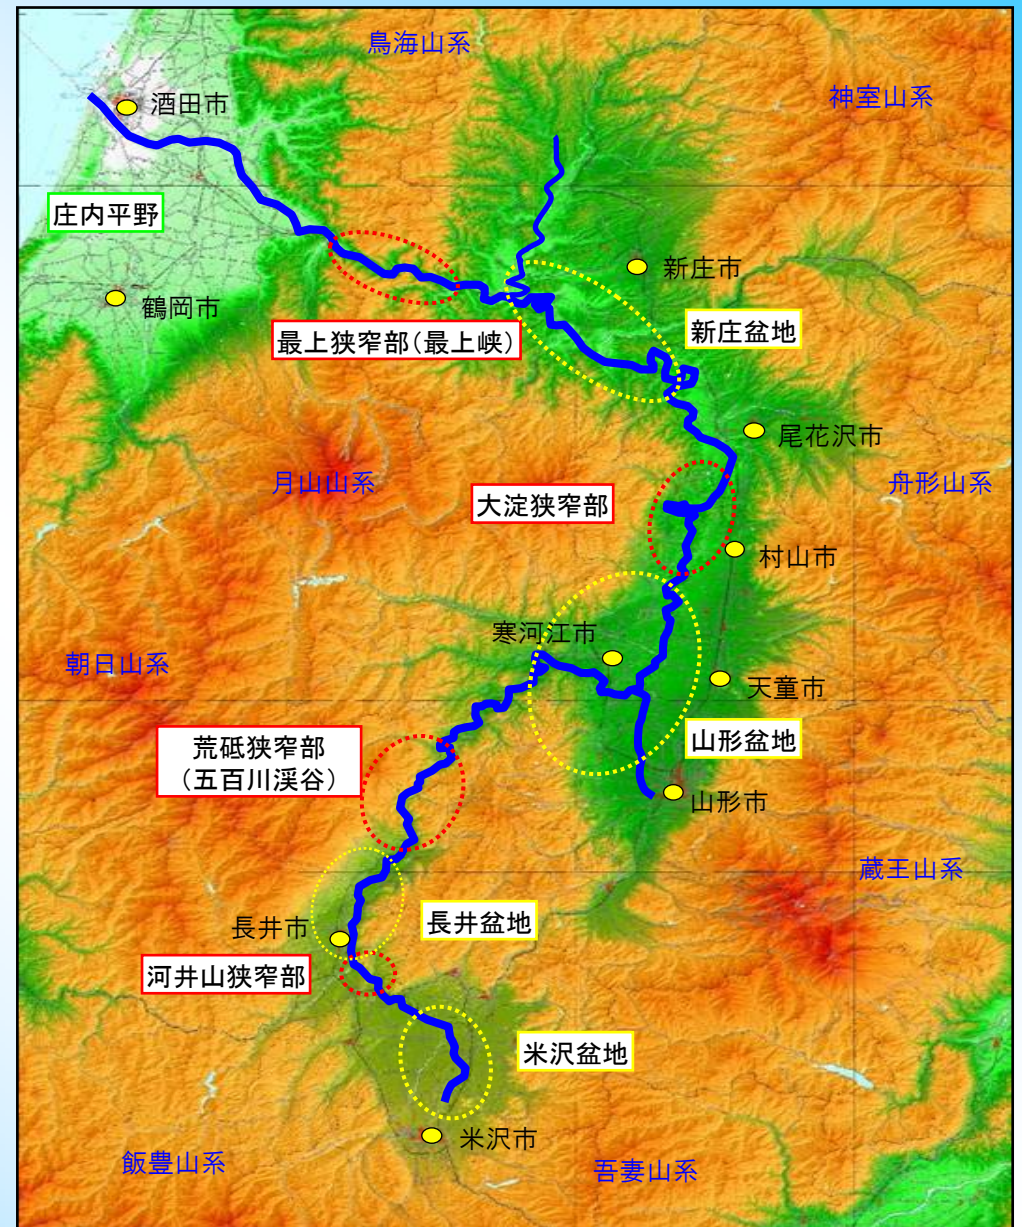 鳥海山系
神室山系
酒田市
庄内平野
新庄市
鶴岡市
新庄盆地
最上狭窄部（最上峡）
尾花沢市
月山山系
舟形山系
大淀狭窄部
村山市
寒河江市
朝日山系
天童市
荒砥狭窄部
（五百川渓谷）
山形盆地
山形市
蔵王山系
長井市
長井盆地
河井山狭窄部
米沢盆地
米沢市
飯豊山系
吾妻山系